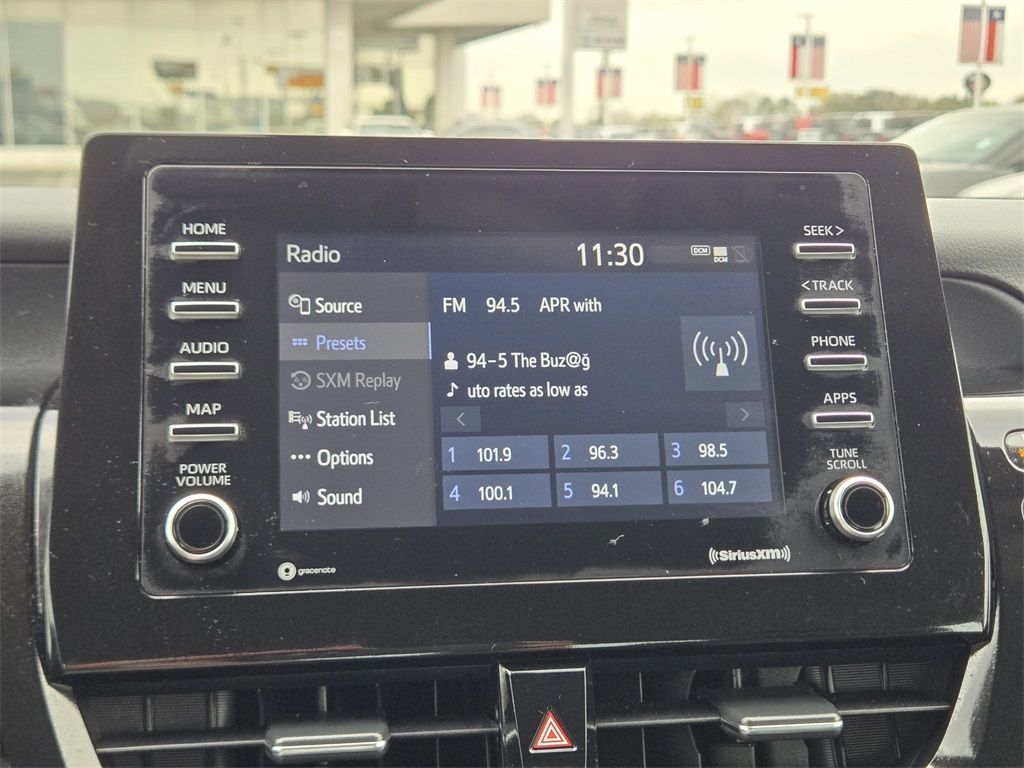 HOME
MENU
AUDIO
MAP
POWER
VOLUME
Radio
11:30
DCM
DCM
Source
Presets
SXM Replay
Station List
Options
Sound
FM 94.5 APR with
94-5 The Buz@ğ
uto rates as low as
<
>
1 101.9
2 96.3
3 98.5
4 100.1
5 94.1
6 104.7
SEEK >
< TRACK
PHONE
APPS
TUNE
SCROLL
gracenote
((SiriusXM))